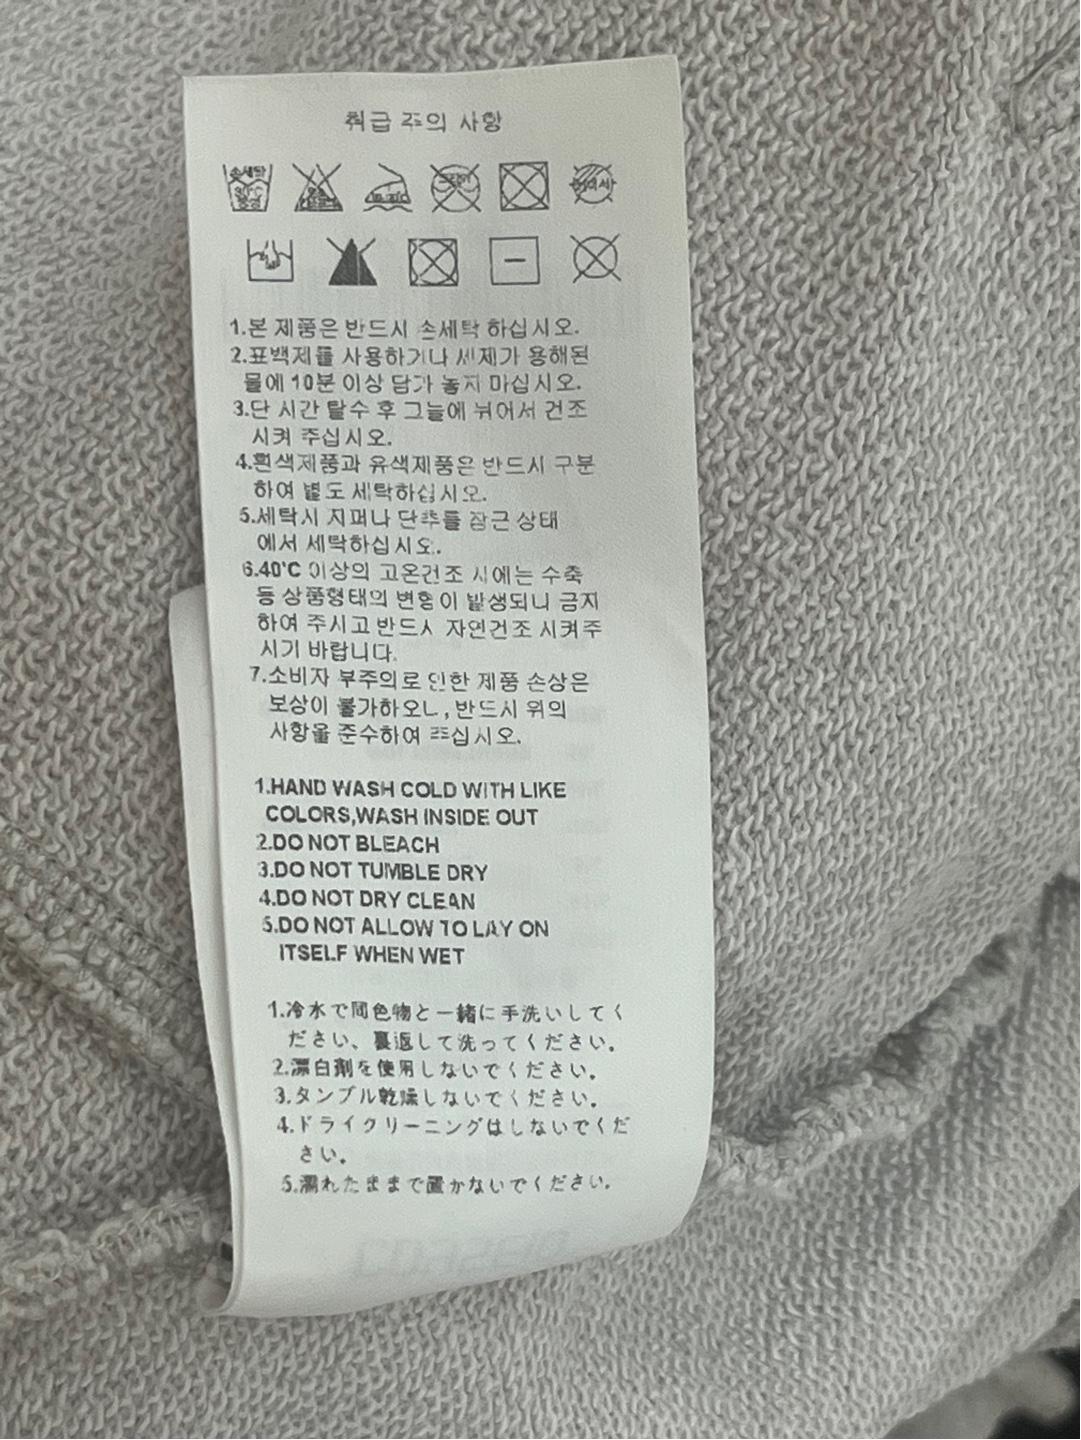 취급 주의 사항
손세탁
30°C
중성
1.본 제품은 반드시 손세탁 하십시오.
2.표백제를 사용하거나 세제가 용해된
물에 10분 이상 담가 놓지 마십시오.
3.단 시간 탈수 후 그늘에 뉘어서 건조
시켜 주십시오.
4.흰색제품과 유색제품은 반드시 구분
하여 별도 세탁하십시오.
5.세탁시 지퍼나 단추를 잠근 상태
에서 세탁하십시오.
6.40°C 이상의 고온건조 시에는 수축
등 상품형태의 변형이 발생되니 금지
하여 주시고 반드시 자연건조 시켜주
시기 바랍니다.
7.소비자 부주의로 인한 제품 손상은
보상이 불가하오니,반드시 위의
사항을 준수하여 주십시오.
1.HAND WASH COLD WITH LIKE
COLORS,WASH INSIDE OUT
2.DO NOT BLEACH
3.DO NOT TUMBLE DRY
4.DO NOT DRY CLEAN
5.DO NOT ALLOW TO LAY ON
ITSELF WHEN WET
1.冷水で同色物と一緒に手洗いしてく
ださい、裏返して洗ってください。
2.漂白剤を使用しないでください。
3.タンブル乾燥しないでください。
4.ドライクリーニングはしないでくだ
さい。
5.濡れたままで置かないでください。